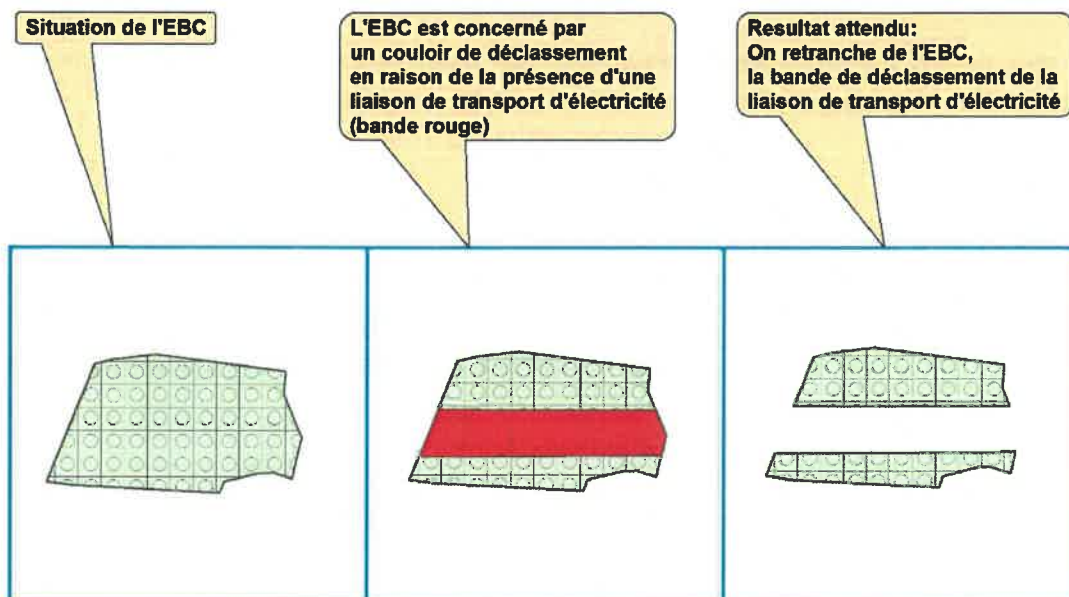 Situation de l'EBC
L'EBC est concerné par
un couloir de déclassement
en raison de la présence d'une
liaison de transport d'électricité
(bande rouge)
Resultat attendu:
On retranche de l'EBC,
la bande de déclassement de la
liaison de transport d'électricité